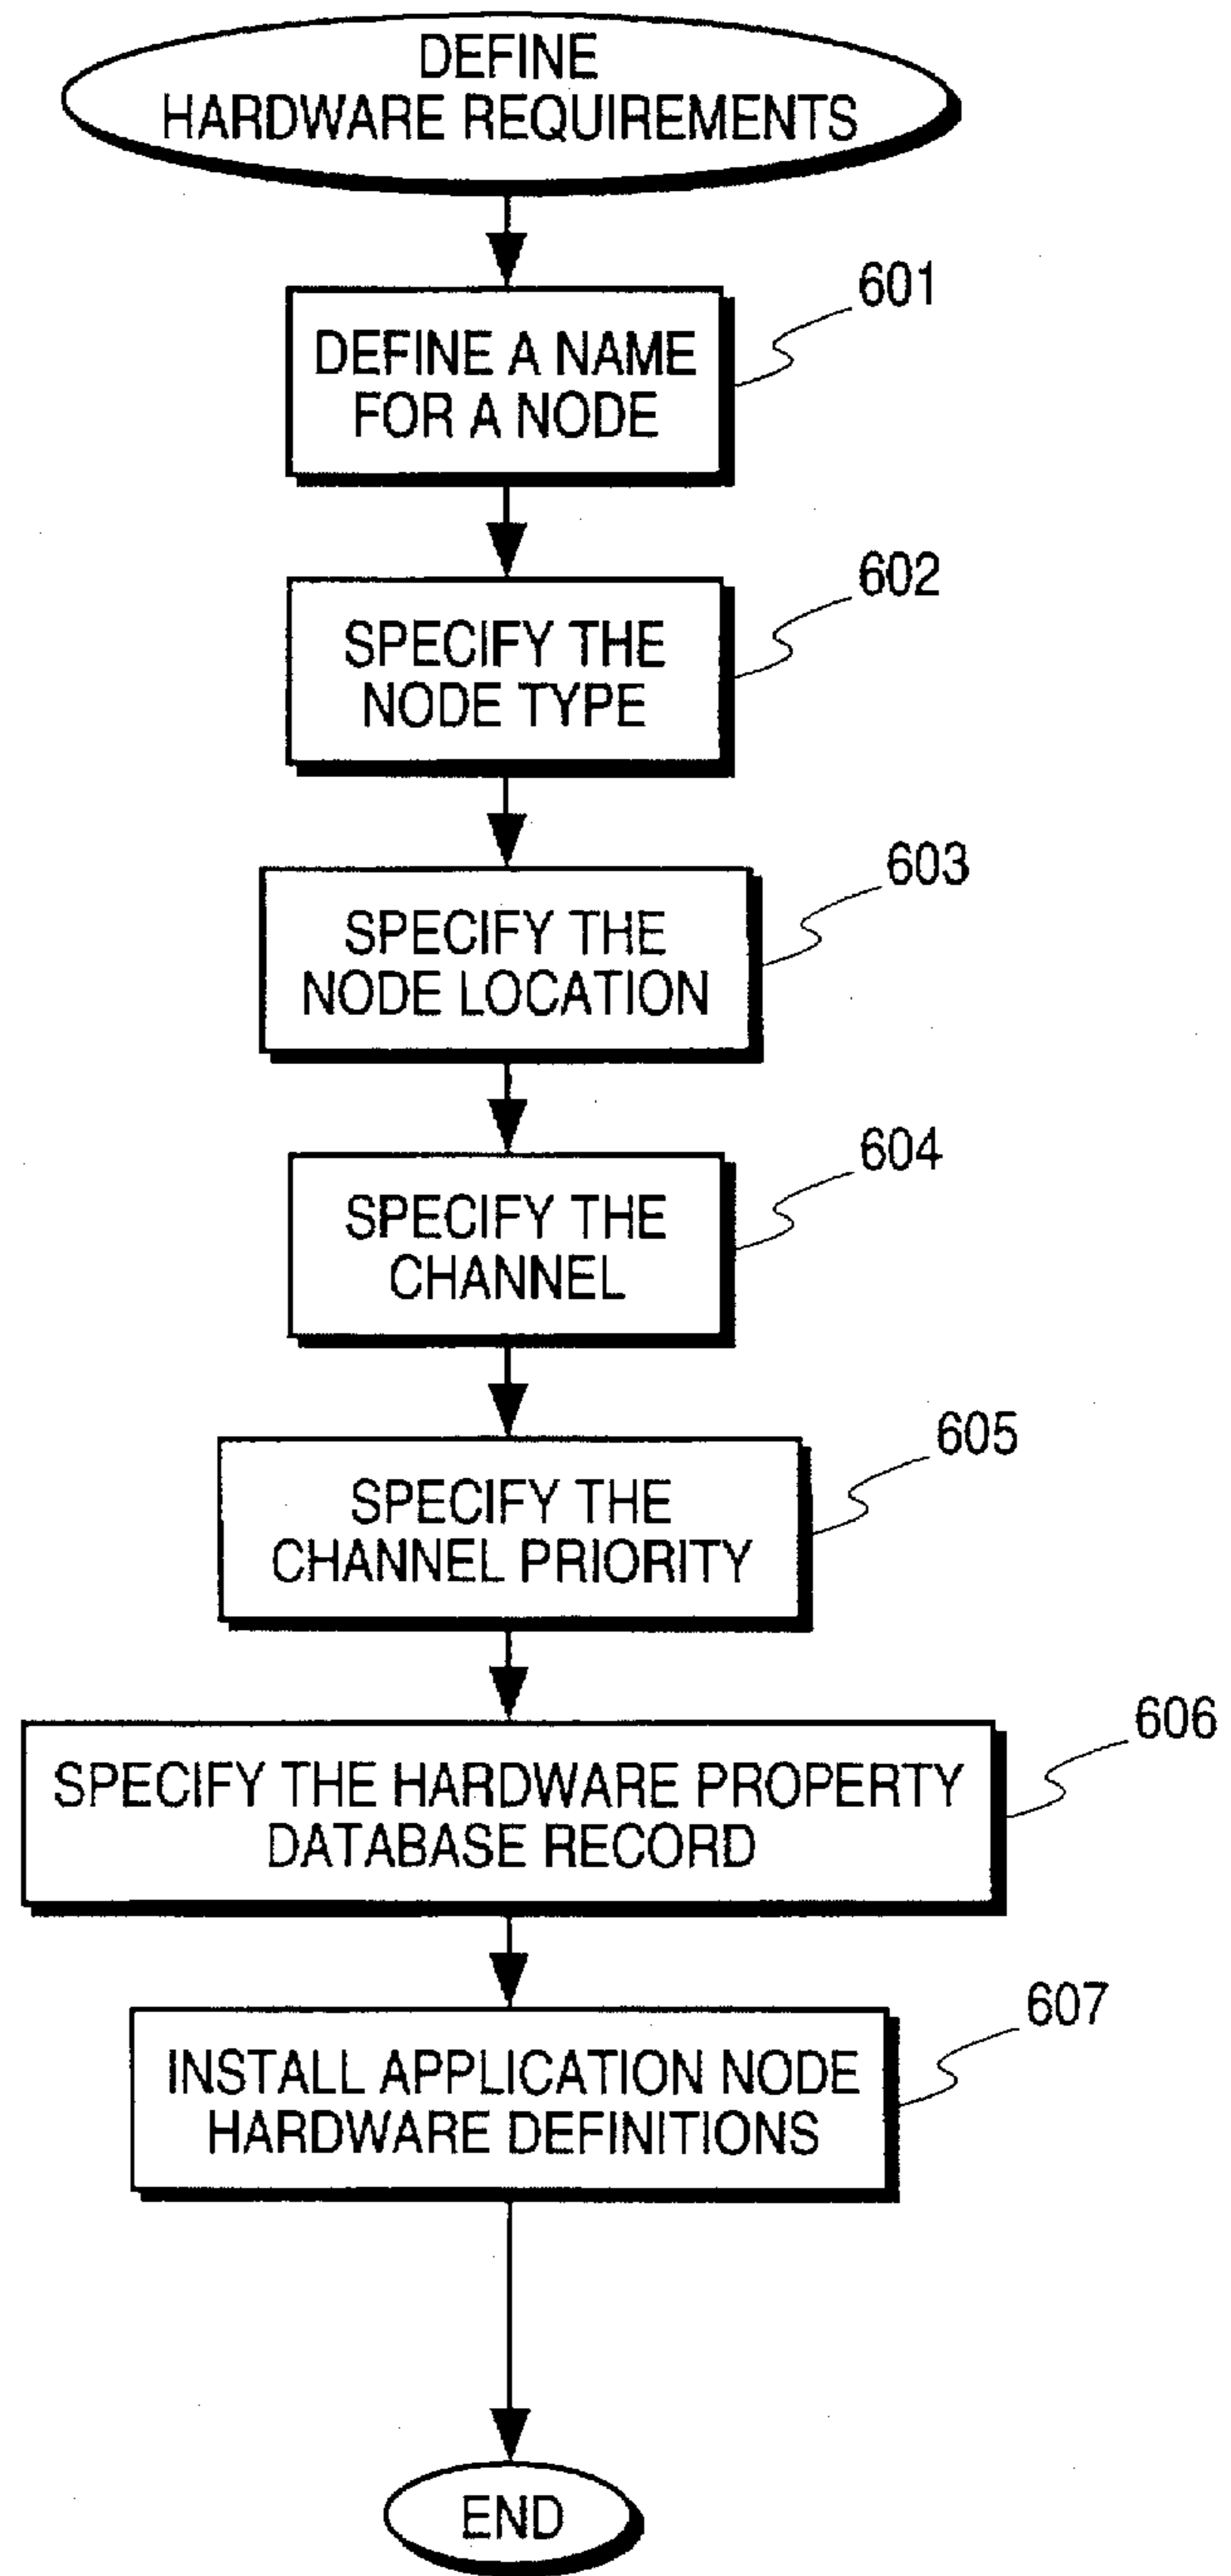 DEFINE
HARDWARE REQUIREMENTS
601
DEFINE A NAME
FOR A NODE
602
SPECIFY THE
NODE TYPE
603
SPECIFY THE
NODE LOCATION
604
SPECIFY THE
CHANNEL
605
SPECIFY THE
CHANNEL PRIORITY
606
SPECIFY THE HARDWARE PROPERTY
DATABASE RECORD
607
INSTALL APPLICATION NODE
HARDWARE DEFINITIONS
END